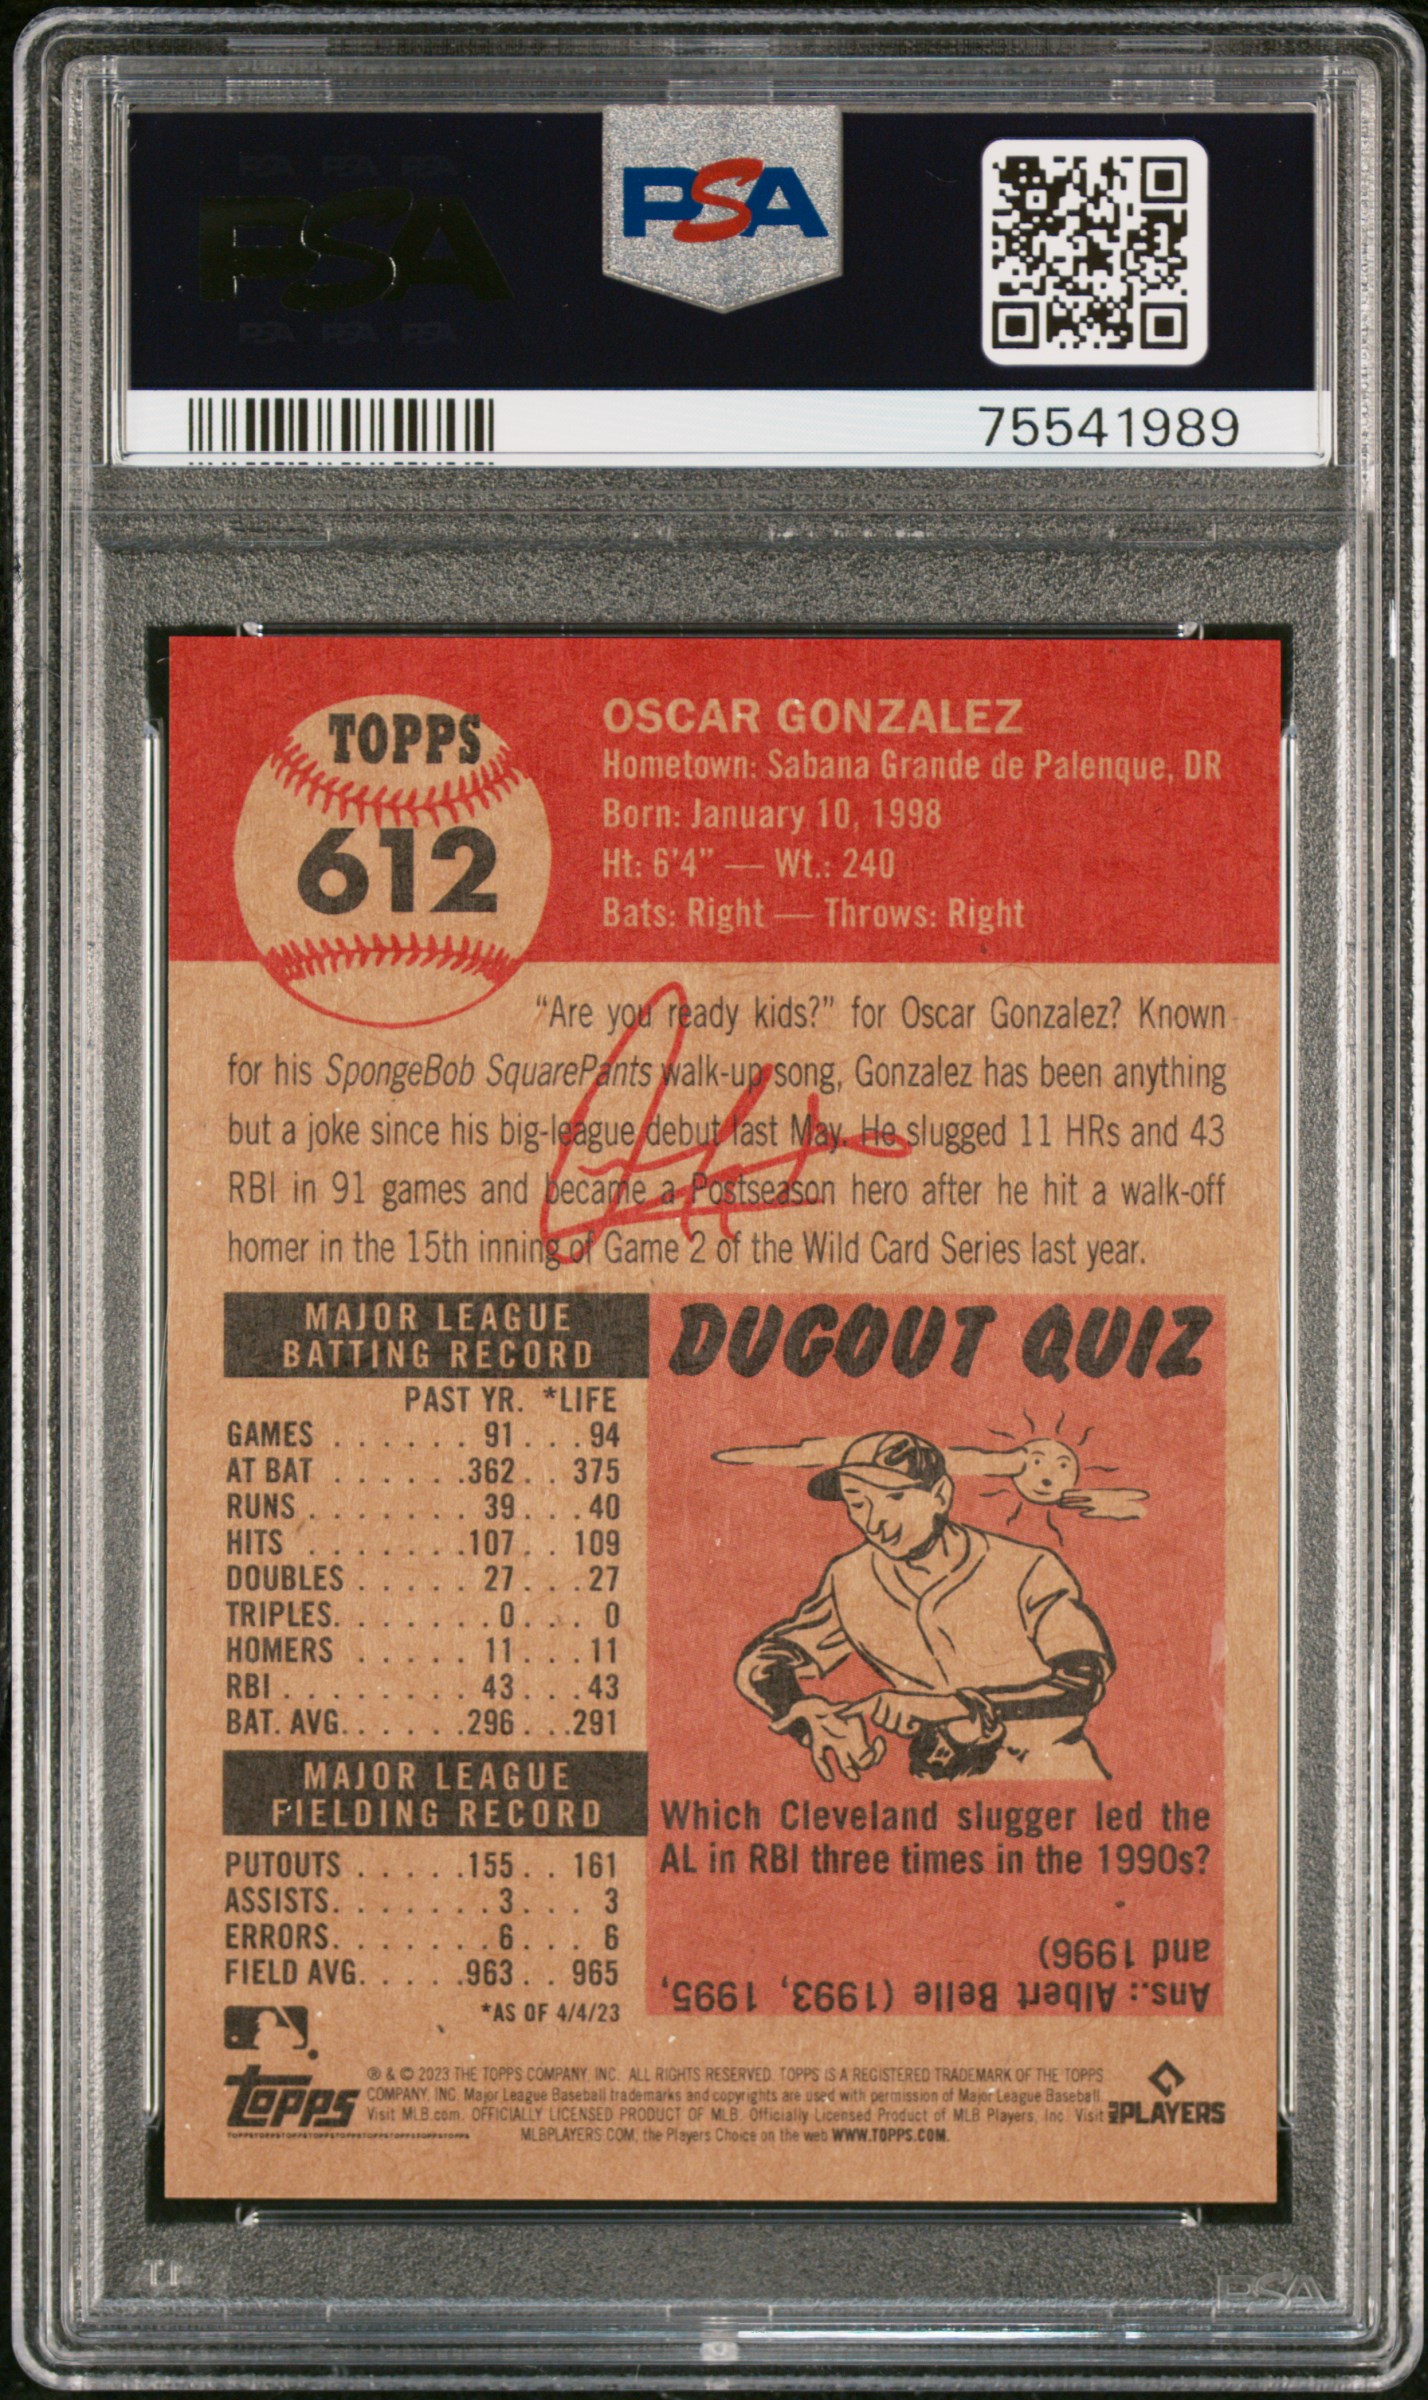 PSA PSA PSA
PSA
PSA PSA PSA
PSA
75541989
TOPPS
612
OSCAR GONZALEZ
Hometown: Sabana Grande de Palenque, DR
Born: January 10, 1998
Ht: 6'4” — Wt.: 240
Bats: Right — Throws: Right
“Are you ready kids?” for Oscar Gonzalez? Known
for his SpongeBob SquarePants walk-up song, Gonzalez has been anything
but a joke since his big-league debut last May. He slugged 11 HRs and 43
RBI in 91 games and became a Postseason hero after he hit a walk-off
homer in the 15th inning of Game 2 of the Wild Card Series last year.
MAJOR LEAGUE
BATTING RECORD
PAST YR. *LIFE
GAMES . . . . . . 91 . . . 94
AT BAT . . . . . .362. . 375
RUNS . . . . . . . 39. . . 40
HITS . . . . . . .107. . 109
DOUBLES . . . . . 27. . . 27
TRIPLES. . . . . . . 0. . . . 0
HOMERS . . . . . 11. . . 11
RBI . . . . . . . . 43. . . 43
BAT. AVG. . . . . .296. . .291
MAJOR LEAGUE
FIELDING RECORD
PUTOUTS . . . . .155. . 161
ASSISTS. . . . . . . 3. . . . 3
ERRORS. . . . . . . 6. . . . 6
FIELD AVG. . . . .963. . 965
*AS OF 4/4/23
DUGOUT QUIZ
Which Cleveland slugger led the
AL in RBI three times in the 1990s?
Ans.: Albert Belle (1993, 1995,
and 1996)
topps
® & © 2023 THE TOPPS COMPANY, INC. ALL RIGHTS RESERVED. TOPPS IS A REGISTERED TRADEMARK OF THE TOPPS
COMPANY, INC. Major League Baseball trademarks and copyrights are used with permission of Major League Baseball.
Visit MLB.com. OFFICIALLY LICENSED PRODUCT OF MLB. Officially Licensed Product of MLB Players, Inc. Visit
MLBPLAYERS.COM, the Players Choice on the web WWW.TOPPS.COM.
MLBPLAYERS
PSA